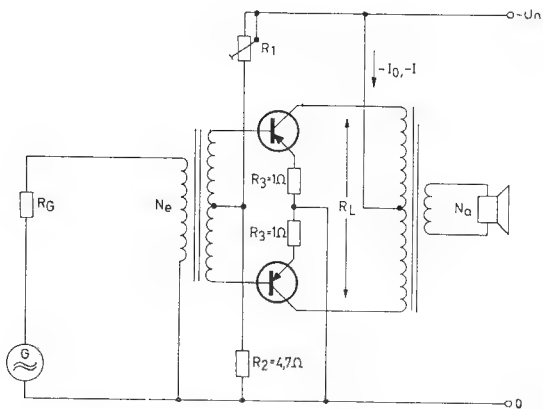 -Un
R1
-I0,-I
R3=1Ω
RG
Ne
RL
Na
R3=1Ω
G
R2=4,7Ω
0